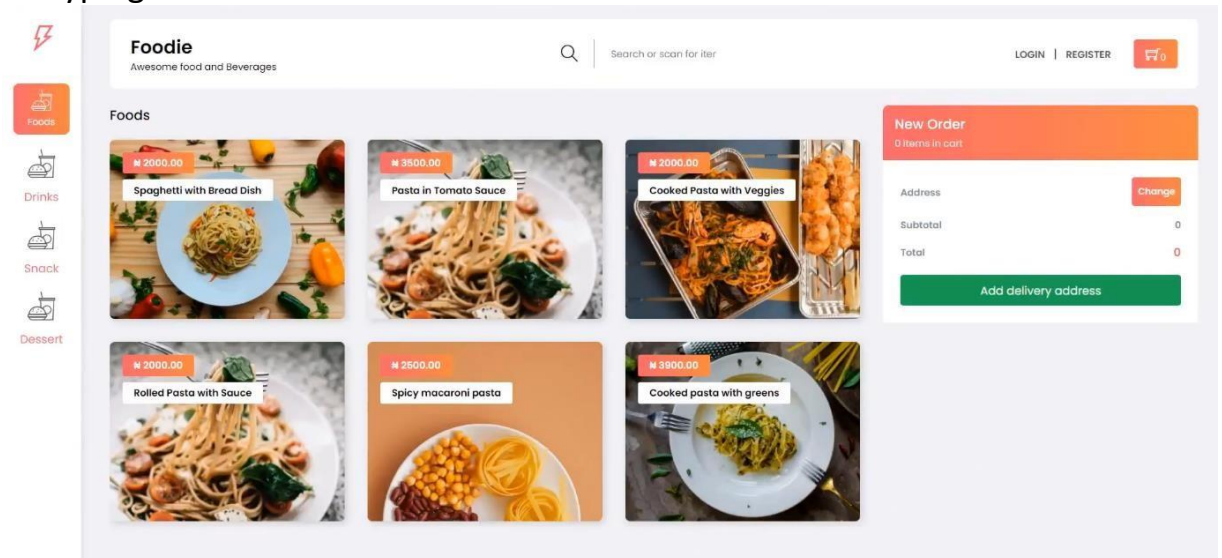 Foodie
Awesome food and Beverages
Search or scan for iter
LOGIN | REGISTER
0
Foods
Drinks
Snack
Dessert
Foods
₦ 2000.00
Spaghetti with Bread Dish
₦ 3500.00
Pasta in Tomato Sauce
₦ 2000.00
Cooked Pasta with Veggies
₦ 2000.00
Rolled Pasta with Sauce
₦ 2500.00
Spicy macaroni pasta
₦ 3900.00
Cooked pasta with greens
New Order
0 Items in cart
Address
Change
Subtotal 0
Total 0
Add delivery address